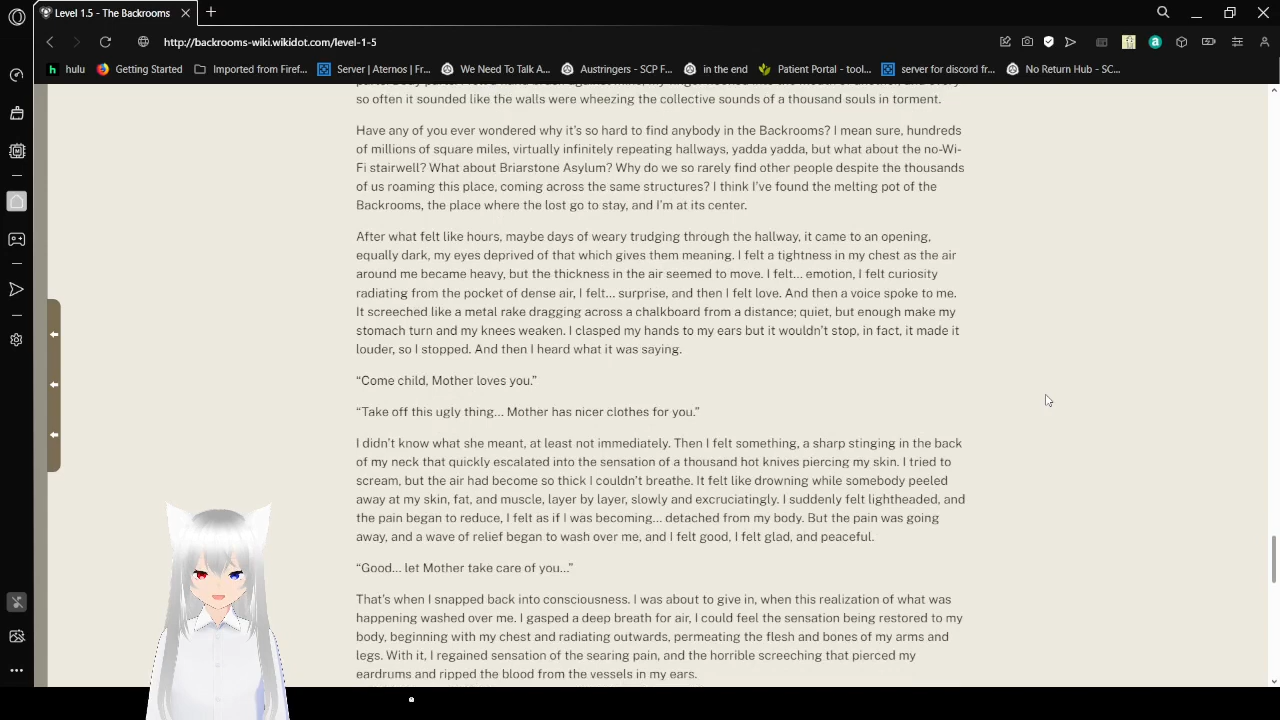 Level 1.5 - The Backrooms
http://backrooms-wiki.wikidot.com/level-1-5
hulu
Getting Started
Imported from Firef...
Server | Aternos | Fr...
We Need To Talk A...
Austringers - SCP F...
in the end
Patient Portal - tool...
server for discord fr...
No Return Hub - SC...
so often it sounded like the walls were wheezing the collective sounds of a thousand souls in torment.
Have any of you ever wondered why it's so hard to find anybody in the Backrooms? I mean sure, hundreds
of millions of square miles, virtually infinitely repeating hallways, yadda yadda, but what about the no-Wi-
Fi stairwell? What about Briarstone Asylum? Why do we so rarely find other people despite the thousands
of us roaming this place, coming across the same structures? I think I've found the melting pot of the
Backrooms, the place where the lost go to stay, and I'm at its center.
After what felt like hours, maybe days of weary trudging through the hallway, it came to an opening,
equally dark, my eyes deprived of that which gives them meaning. I felt a tightness in my chest as the air
around me became heavy, but the thickness in the air seemed to move. I felt… emotion, I felt curiosity
radiating from the pocket of dense air, I felt… surprise, and then I felt love. And then a voice spoke to me.
It screeched like a metal rake dragging across a chalkboard from a distance; quiet, but enough make my
stomach turn and my knees weaken. I clasped my hands to my ears but it wouldn't stop, in fact, it made it
louder, so I stopped. And then I heard what it was saying.
“Come child, Mother loves you.”
“Take off this ugly thing… Mother has nicer clothes for you.”
I didn't know what she meant, at least not immediately. Then I felt something, a sharp stinging in the back
of my neck that quickly escalated into the sensation of a thousand hot knives piercing my skin. I tried to
scream, but the air had become so thick I couldn't breathe. It felt like drowning while somebody peeled
away at my skin, fat, and muscle, layer by layer, slowly and excruciatingly. I suddenly felt lightheaded, and
the pain began to reduce, I felt as if I was becoming… detached from my body. But the pain was going
away, and a wave of relief began to wash over me, and I felt good, I felt glad, and peaceful.
“Good… let Mother take care of you…”
That's when I snapped back into consciousness. I was about to give in, when this realization of what was
happening washed over me. I gasped a deep breath for air, I could feel the sensation being restored to my
body, beginning with my chest and radiating outwards, permeating the flesh and bones of my arms and
legs. With it, I regained sensation of the searing pain, and the horrible screeching that pierced my
eardrums and ripped the blood from the vessels in my ears.